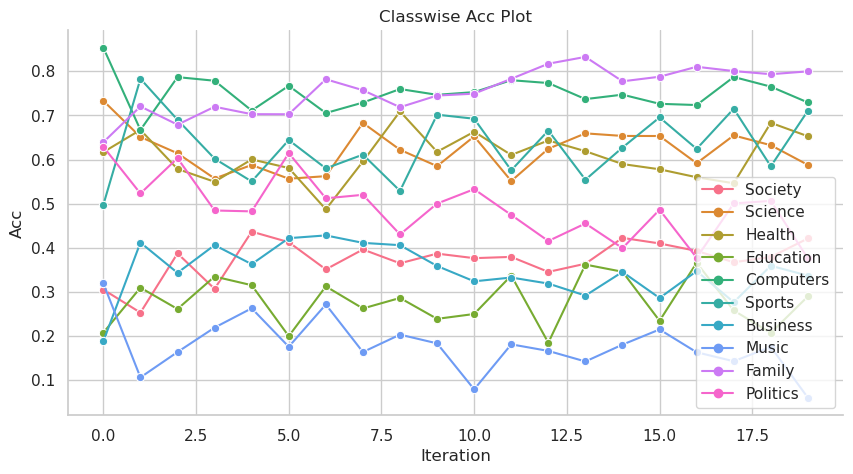 Classwise Acc Plot
Acc
0.8
0.7
0.6
0.5
0.4
0.3
0.2
0.1
0.0
2.5
5.0
7.5
10.0
12.5
15.0
17.5
Iteration
Society
Science
Health
Education
Computers
Sports
Business
Music
Family
Politics